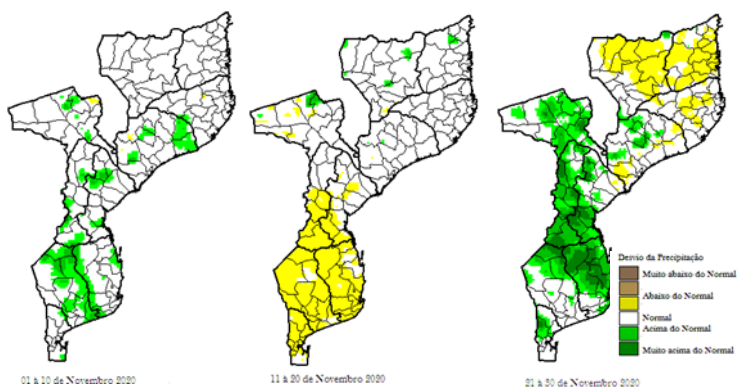 Desvio da Precipitação
Muito abaixo do Normal
Abaixo do Normal
Normal
Acima do Normal
Muito acima do Normal
01 à 10 de Novembro 2020
11 à 20 de Novembro 2020
21 à 30 de Novembro 2020